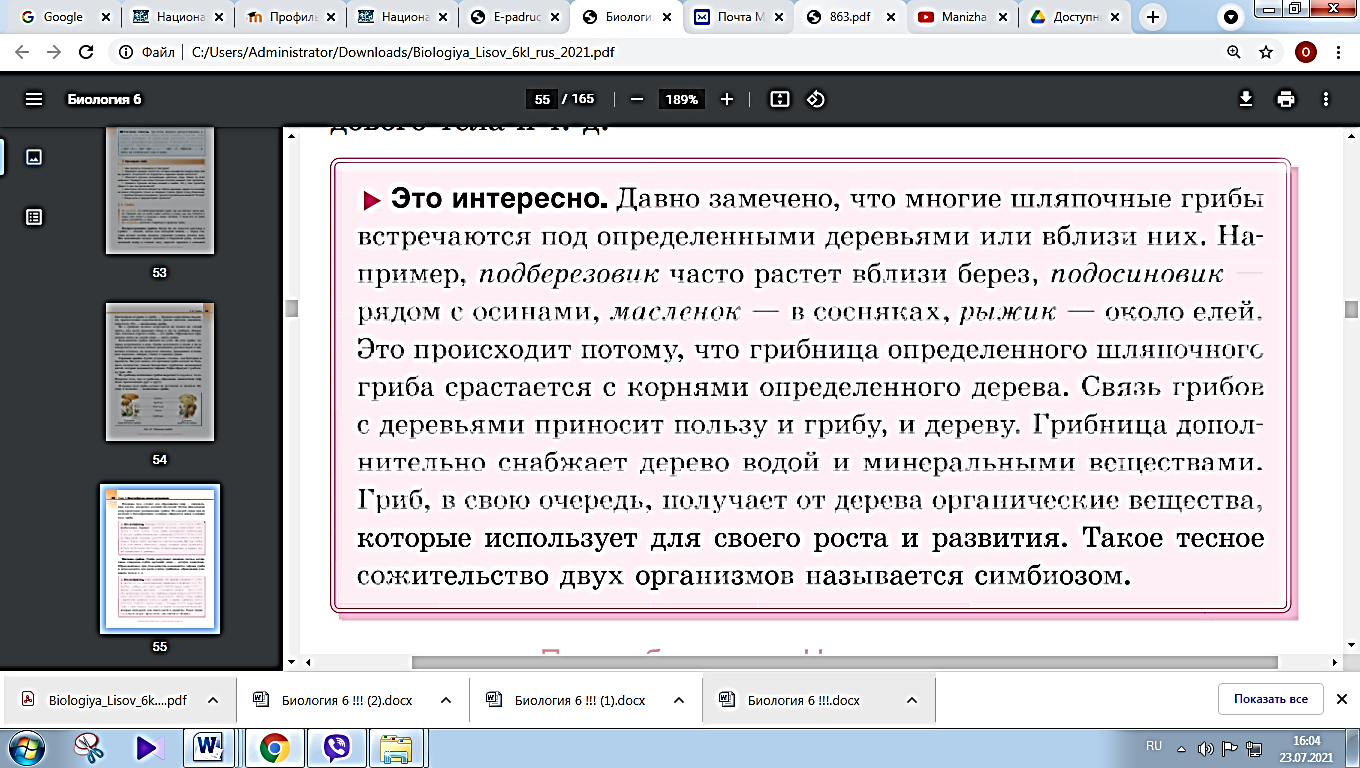 Google
Национа
Профиль
Национа
E-padruc
Биологи
Почта M
863.pdf
Manizha
Доступн
Файл | C:/Users/Administrator/Downloads/Biologiya_Lisov_6kl_rus_2021.pdf
Биология 6
55 / 165
189%
дового тела и т. д.
Это интересно. Давно замечено, что многие шляпочные грибы
встречаются под определенными деревьями или вблизи них. На-
пример, подберезовик часто растет вблизи берез, подосиновик —
рядом с осинами, масленок — в сосняках, рыжик — около елей.
Это происходит потому, что грибница определенного шляпочного
гриба срастается с корнями определенного дерева. Связь грибов
с деревьями приносит пользу и грибу, и дереву. Грибница допол-
нительно снабжает дерево водой и минеральными веществами.
Гриб, в свою очередь, получает от дерева органические вещества,
которые использует для своего роста и развития. Такое тесное
сожительство двух организмов называется симбиозом.
53
54
55
Biologiya_Lisov_6k....pdf
Биология 6 !!! (2).docx
Биология 6 !!! (1).docx
Биология 6 !!!.docx
Показать все
RU
16:04
23.07.2021